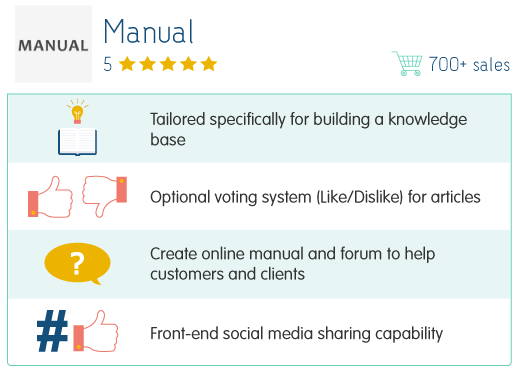 MANUAL
Manual
5
700+ sales
Tailored specifically for building a knowledge
base
Optional voting system (Like/Dislike) for articles
?
Create online manual and forum to help
customers and clients
#
Front-end social media sharing capability